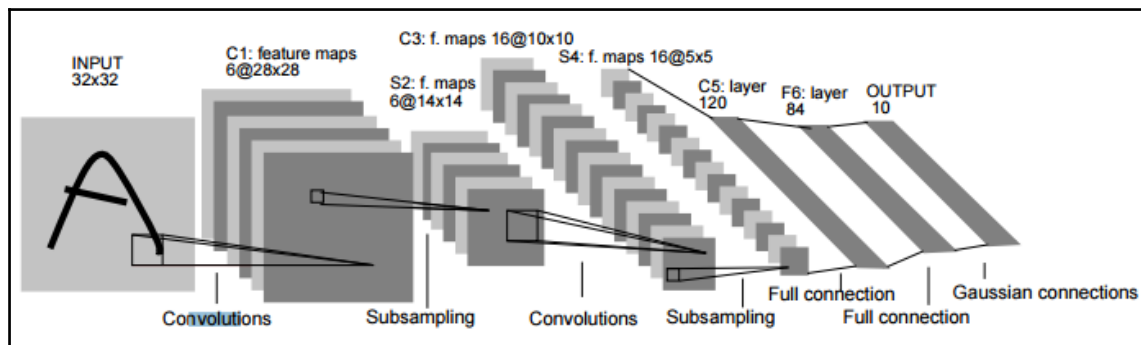 INPUT
32x32
C1: feature maps
6@28x28
S2: f. maps
6@14x14
C3: f. maps 16@10x10
S4: f. maps 16@5x5
C5: layer
120
F6: layer
84
OUTPUT
10
Convolutions
Subsampling
Convolutions
Subsampling
Full connection
Full connection
Gaussian connections